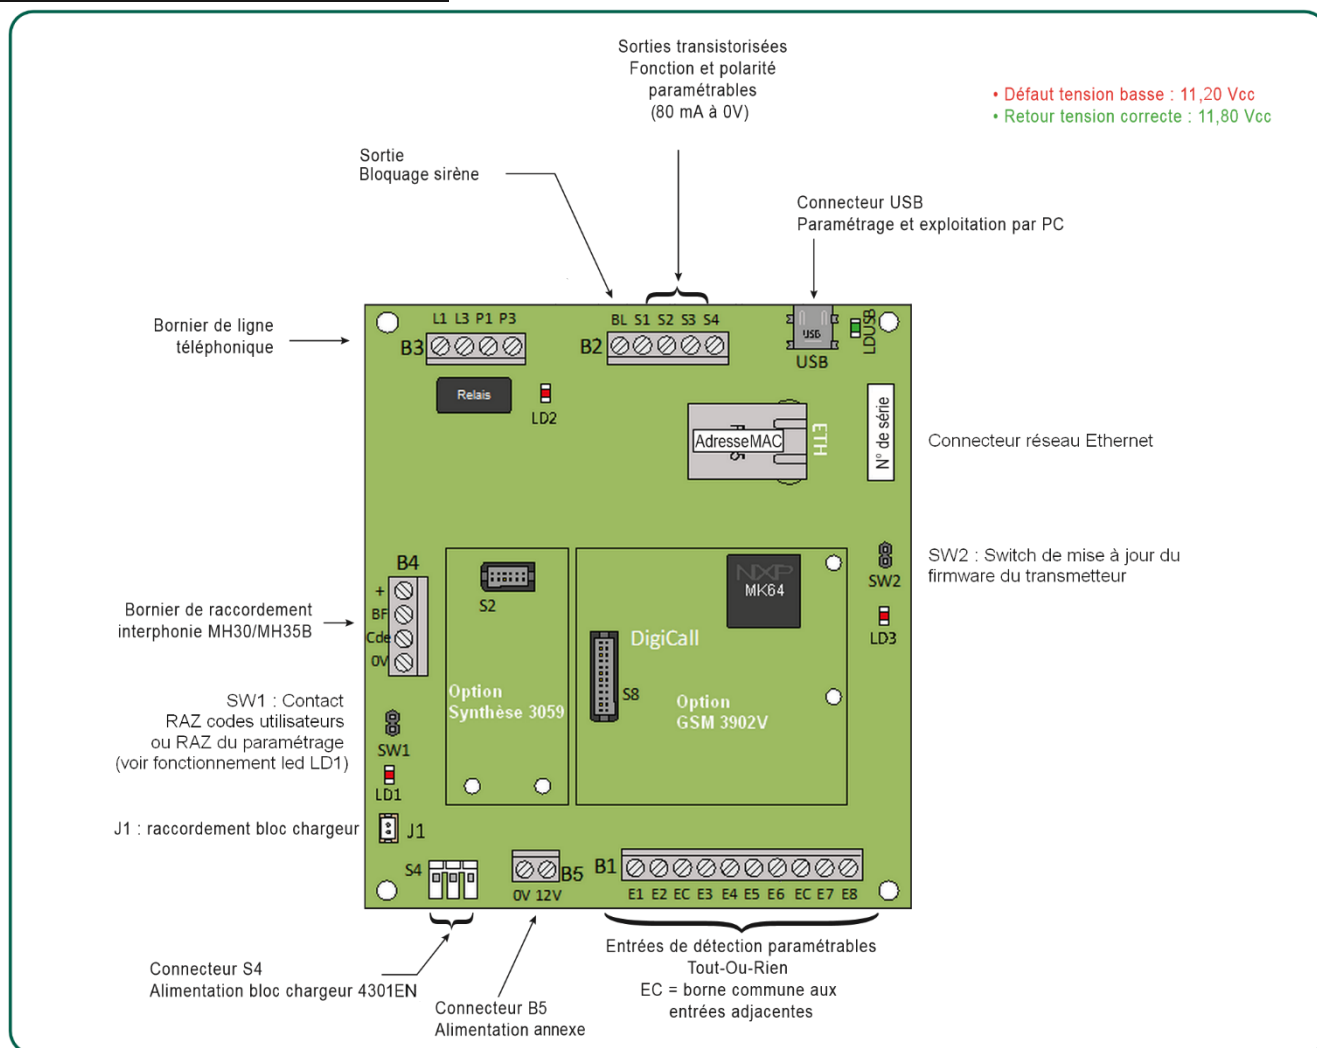 Sorties transistorisées
Fonction et polarité
paramétrables
(80 mA à 0V)
• Défaut tension basse : 11,20 Vcc
• Retour tension correcte : 11,80 Vcc
Sortie
Bloquage sirène
Connecteur USB
Paramétrage et exploitation par PC
Bornier de ligne
téléphonique
L1 L3 P1 P3
B3
BL S1 S2 S3 S4
B2
USB
USB
LDUSB
Relais
LD2
AdresseMAC
ETH
N° de série
Connecteur réseau Ethernet
B4
+
BF
Cde
0V
Bornier de raccordement
interphonie MH30/MH35B
S2
NXP
MK64
SW2
SW2 : Switch de mise à jour du
firmware du transmetteur
LD3
DigiCall
S8
Option
Synthèse 3059
Option
GSM 3902V
SW1 : Contact
RAZ codes utilisateurs
ou RAZ du paramétrage
(voir fonctionnement led LD1)
SW1
LD1
J1 : raccordement bloc chargeur
J1
S4
B5
0V 12V
B1
E1 E2 EC E3 E4 E5 E6 EC E7 E8
Connecteur S4
Alimentation bloc chargeur 4301EN
Connecteur B5
Alimentation annexe
Entrées de détection paramétrables
Tout-Ou-Rien
EC = borne commune aux
entrées adjacentes